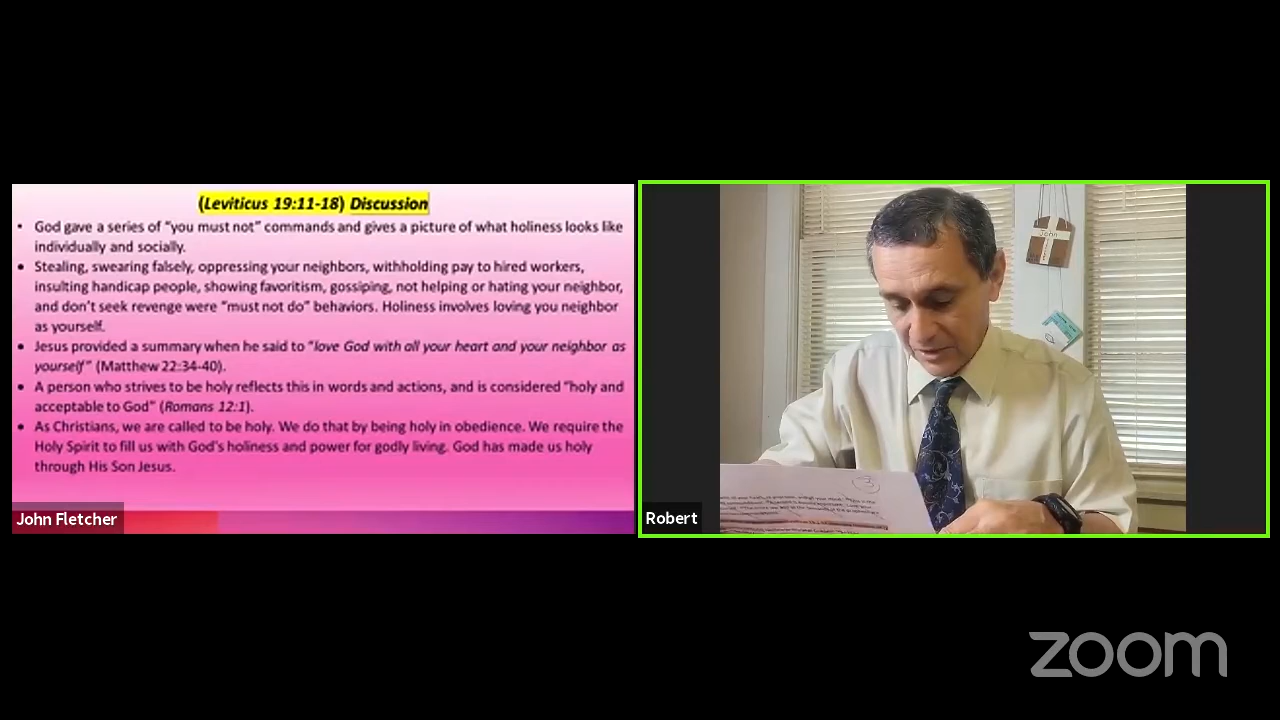 (Leviticus 19:11-18) Discussion
• God gave a series of "you must not" commands and gives a picture of what holiness looks like
individually and socially.
• Stealing, swearing falsely, oppressing your neighbors, withholding pay to hired workers,
insulting handicap people, showing favoritism, gossiping, not helping or hating your neighbor,
and don't seek revenge were "must not do" behaviors. Holiness involves loving you neighbor
as yourself.
• Jesus provided a summary when he said to "love God with all your heart and your neighbor as
yourself" (Matthew 22:34-40).
• A person who strives to be holy reflects this in words and actions, and is considered "holy and
acceptable to God" (Romans 12:1).
• As Christians, we are called to be holy. We do that by being holy in obedience. We require the
Holy Spirit to fill us with God's holiness and power for godly living. God has made us holy
through His Son Jesus.
John Fletcher
John
3
Robert
zoom